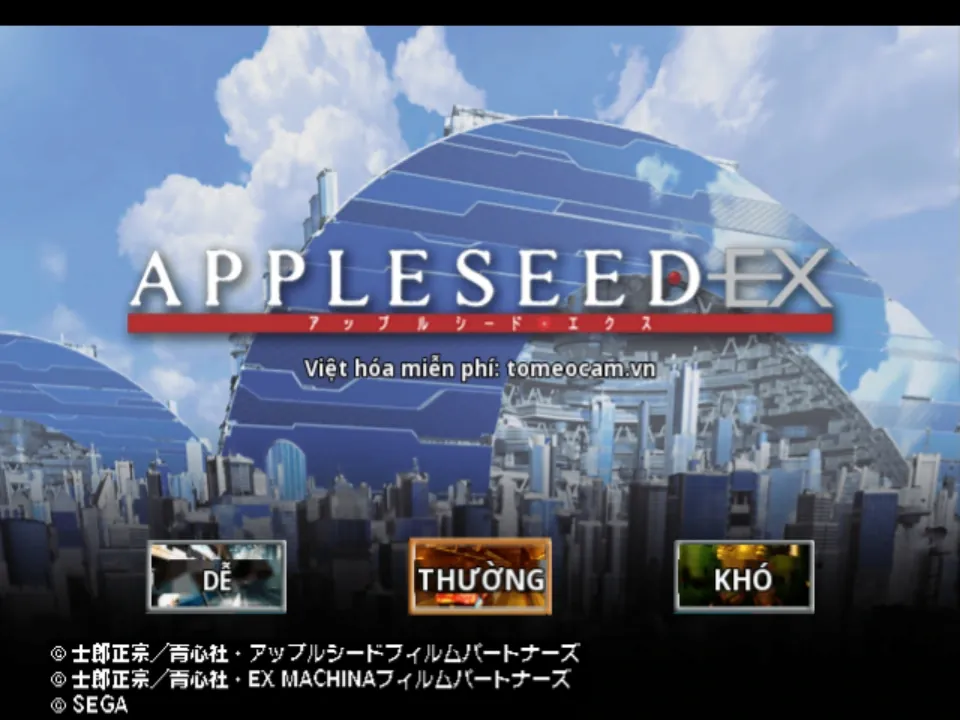 APPLESEED EX
アップルシード・エクス
Việt hóa miễn phí: tomeocam.vn
DỄ THƯỜNG KHÓ
© 士郎正宗／青心社・アップルシードフィルムパートナーズ
© 士郎正宗／青心社・EX MACHINAフィルムパートナーズ
© SEGA